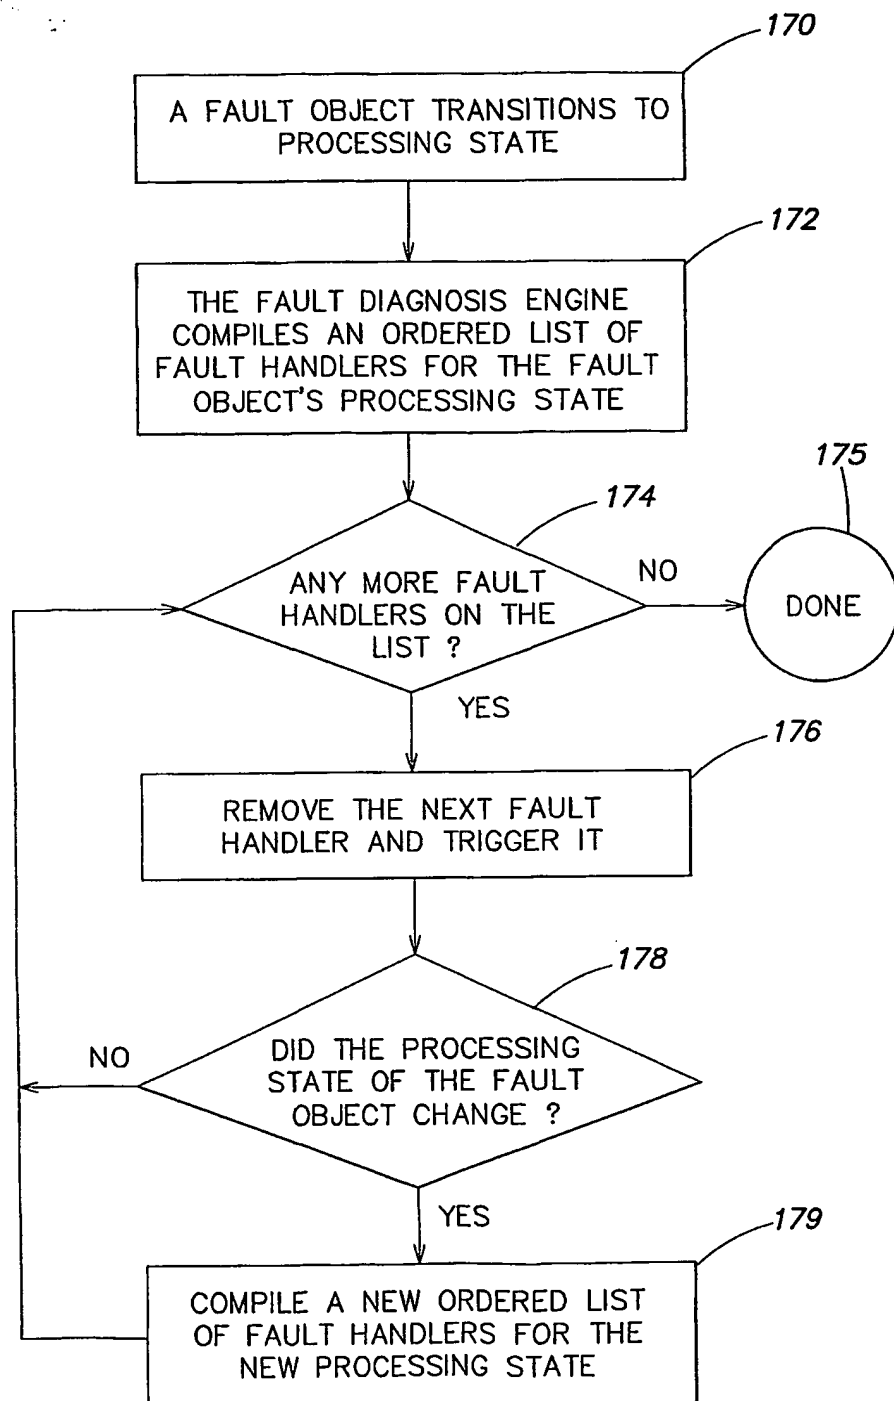 170
A FAULT OBJECT TRANSITIONS TO
PROCESSING STATE
172
THE FAULT DIAGNOSIS ENGINE
COMPILES AN ORDERED LIST OF
FAULT HANDLERS FOR THE FAULT
OBJECT'S PROCESSING STATE
174
175
ANY MORE FAULT
HANDLERS ON THE
LIST ?
NO
DONE
YES
176
REMOVE THE NEXT FAULT
HANDLER AND TRIGGER IT
178
DID THE PROCESSING
STATE OF THE FAULT
OBJECT CHANGE ?
NO
YES
179
COMPILE A NEW ORDERED LIST
OF FAULT HANDLERS FOR THE
NEW PROCESSING STATE